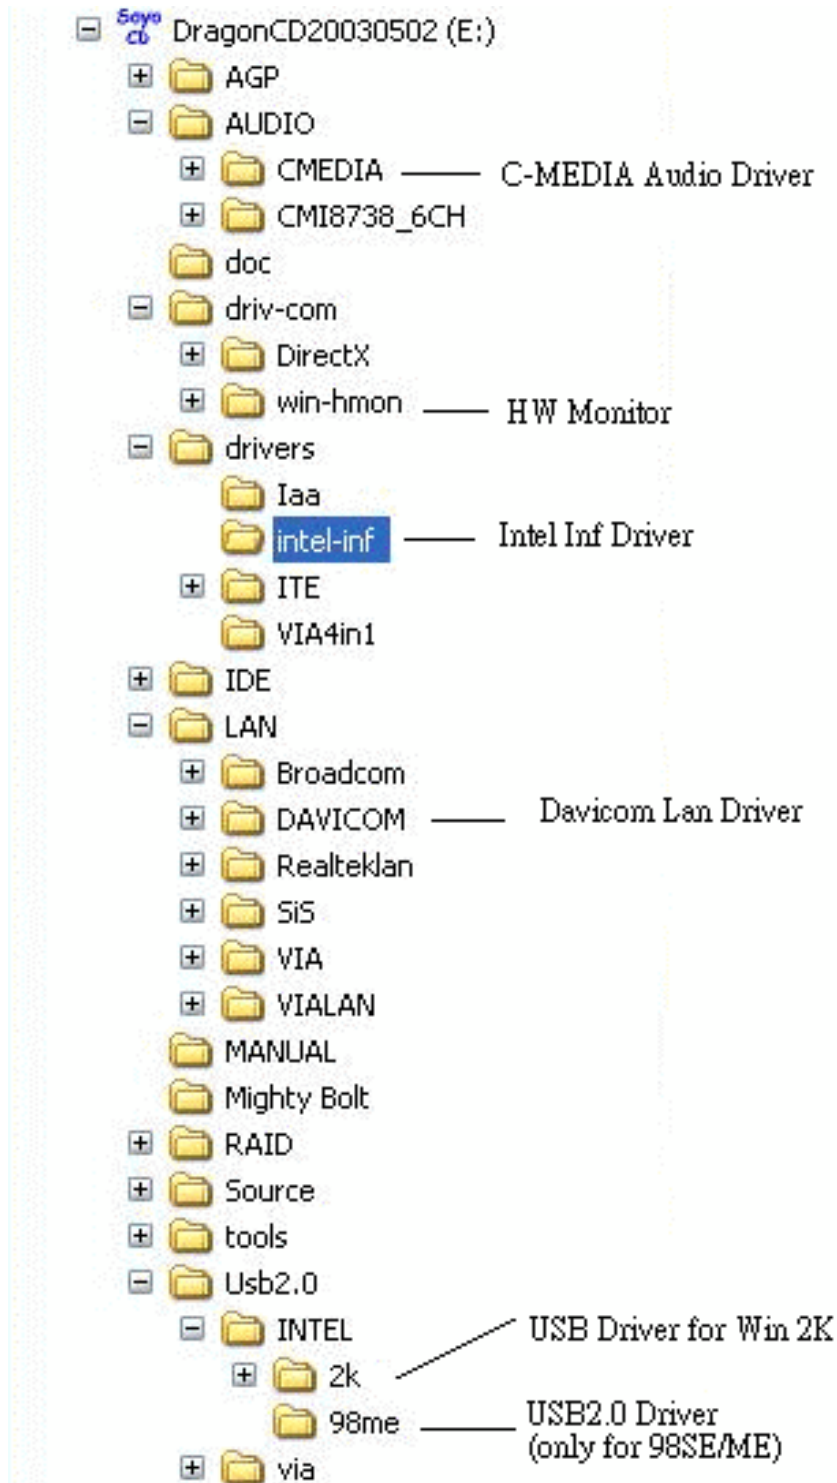 Soyo CD DragonCD20030502 (E:)
AGP
AUDIO
CMEDIA C-MEDIA Audio Driver
CMI8738_6CH
doc
driv-com
DirectX
win-hmon HW Monitor
drivers
Iaa
intel-inf Intel Inf Driver
ITE
VIA4in1
IDE
LAN
Broadcom
DAVICOM Davicom Lan Driver
Realteklan
SiS
VIA
VIALAN
MANUAL
Mighty Bolt
RAID
Source
tools
Usb2.0
INTEL USB Driver for Win 2K
2k
98me USB2.0 Driver
(only for 98SE/ME)
via